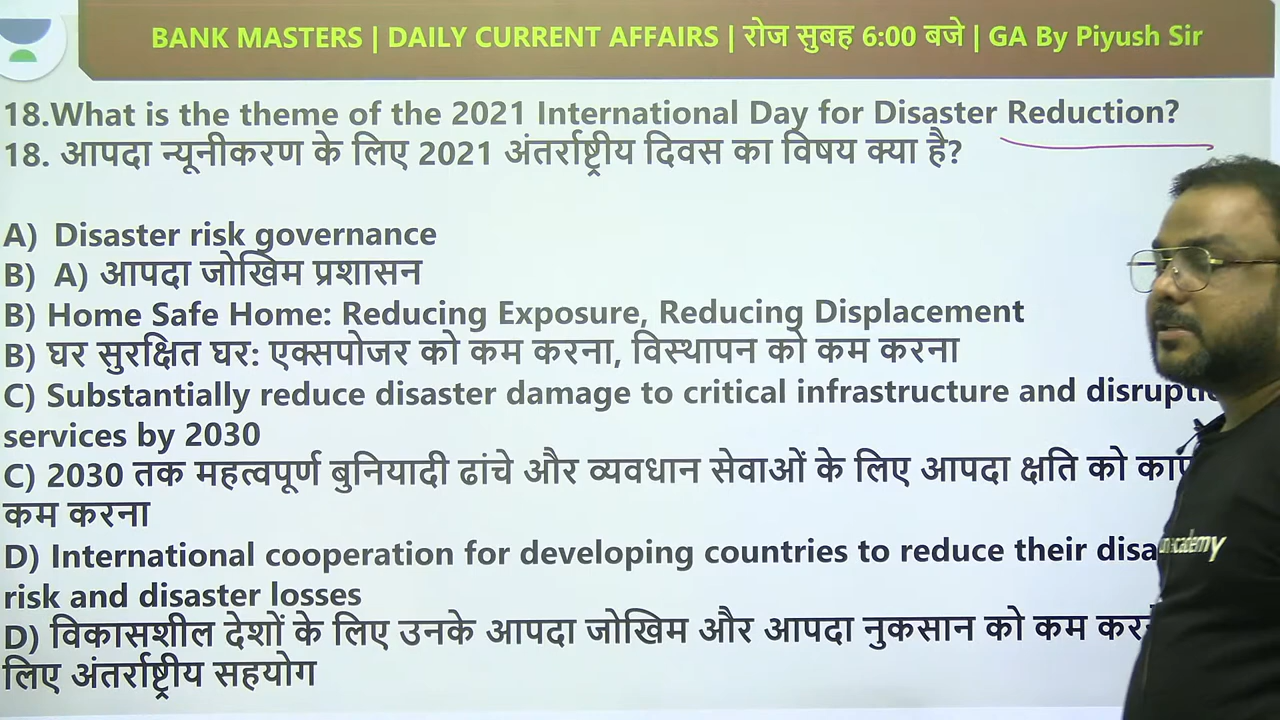 BANK MASTERS | DAILY CURRENT AFFAIRS | रोज सुबह 6:00 बजे | GA By Piyush Sir
18.What is the theme of the 2021 International Day for Disaster Reduction?
18. आपदा न्यूनीकरण के लिए 2021 अंतर्राष्ट्रीय दिवस का विषय क्या है?
A) Disaster risk governance
B) A) आपदा जोखिम प्रशासन
B) Home Safe Home: Reducing Exposure, Reducing Displacement
B) घर सुरक्षित घर: एक्सपोजर को कम करना, विस्थापन को कम करना
C) Substantially reduce disaster damage to critical infrastructure and
services by 2030
C) 2030 तक महत्वपूर्ण बुनियादी ढांचे और व्यवधान सेवाओं के लिए आपदा क्षति को
कम करना
D) International cooperation for developing countries to reduce their
risk and disaster losses
D) विकासशील देशों के लिए उनके आपदा जोखिम और आपदा नुकसान को कम
लिए अंतर्राष्ट्रीय सहयोग